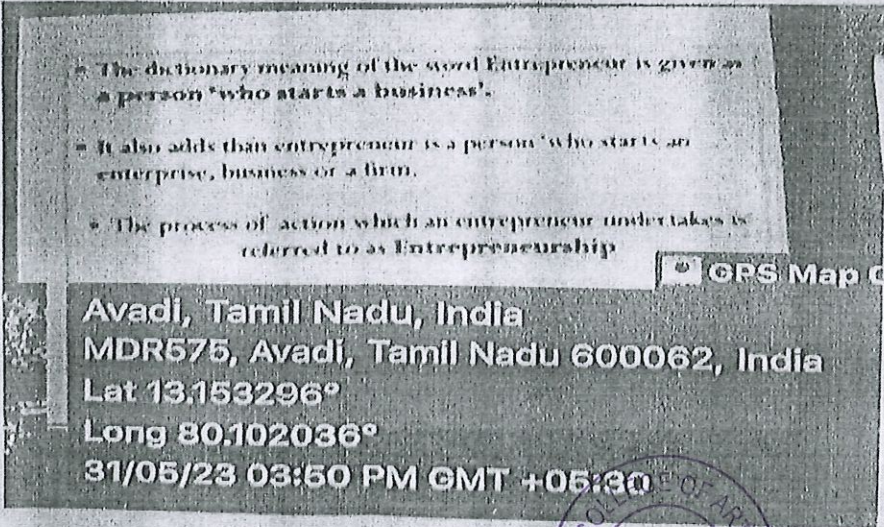 • The dictionary meaning of the word Entrepreneur is given as
a person 'who starts a business'.
• It also adds than entrepreneur is a person 'who starts an
enterprise, business or a firm.
• The process of action which an entrepreneur undertakes is
referred to as Entrepreneurship
GPS Map C
Avadi, Tamil Nadu, India
MDR575, Avadi, Tamil Nadu 600062, India
Lat 13.153296°
Long 80.102036°
31/05/23 03:50 PM GMT +05:30
COLLEGE OF AR